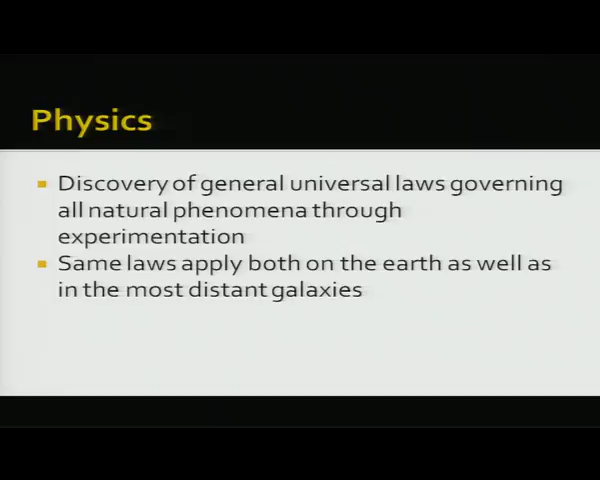 Physics
Discovery of general universal laws governing
all natural phenomena through
experimentation
Same laws apply both on the earth as well as
in the most distant galaxies